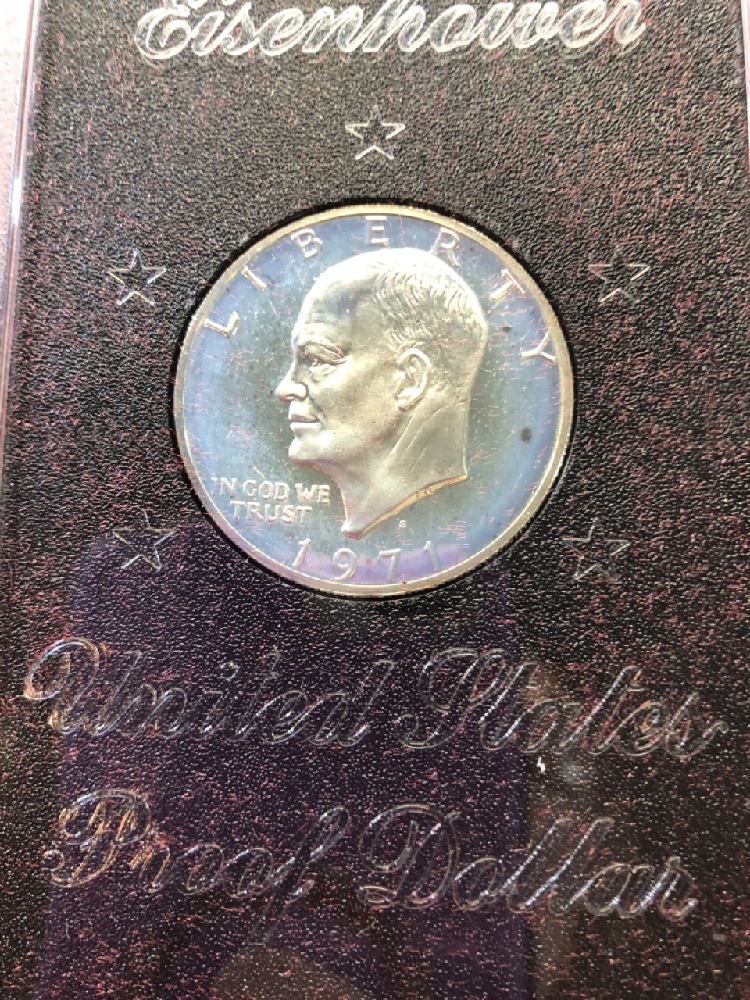 Eisenhower
LIBERTY
IN GOD WE
TRUST
S
1971
United States
Proof Dollar